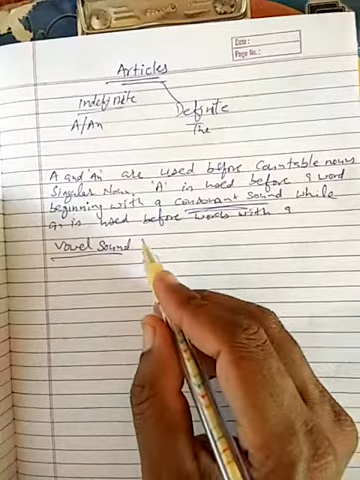 Date:
Page No.:
Articles
Indefinite
Definite
A/An
The
A and 'An' are used before Countable nouns
Singular Noun, 'A' is used before a word
beginning with a Consonant Sound while
an is used before words with a
Vowel Sound